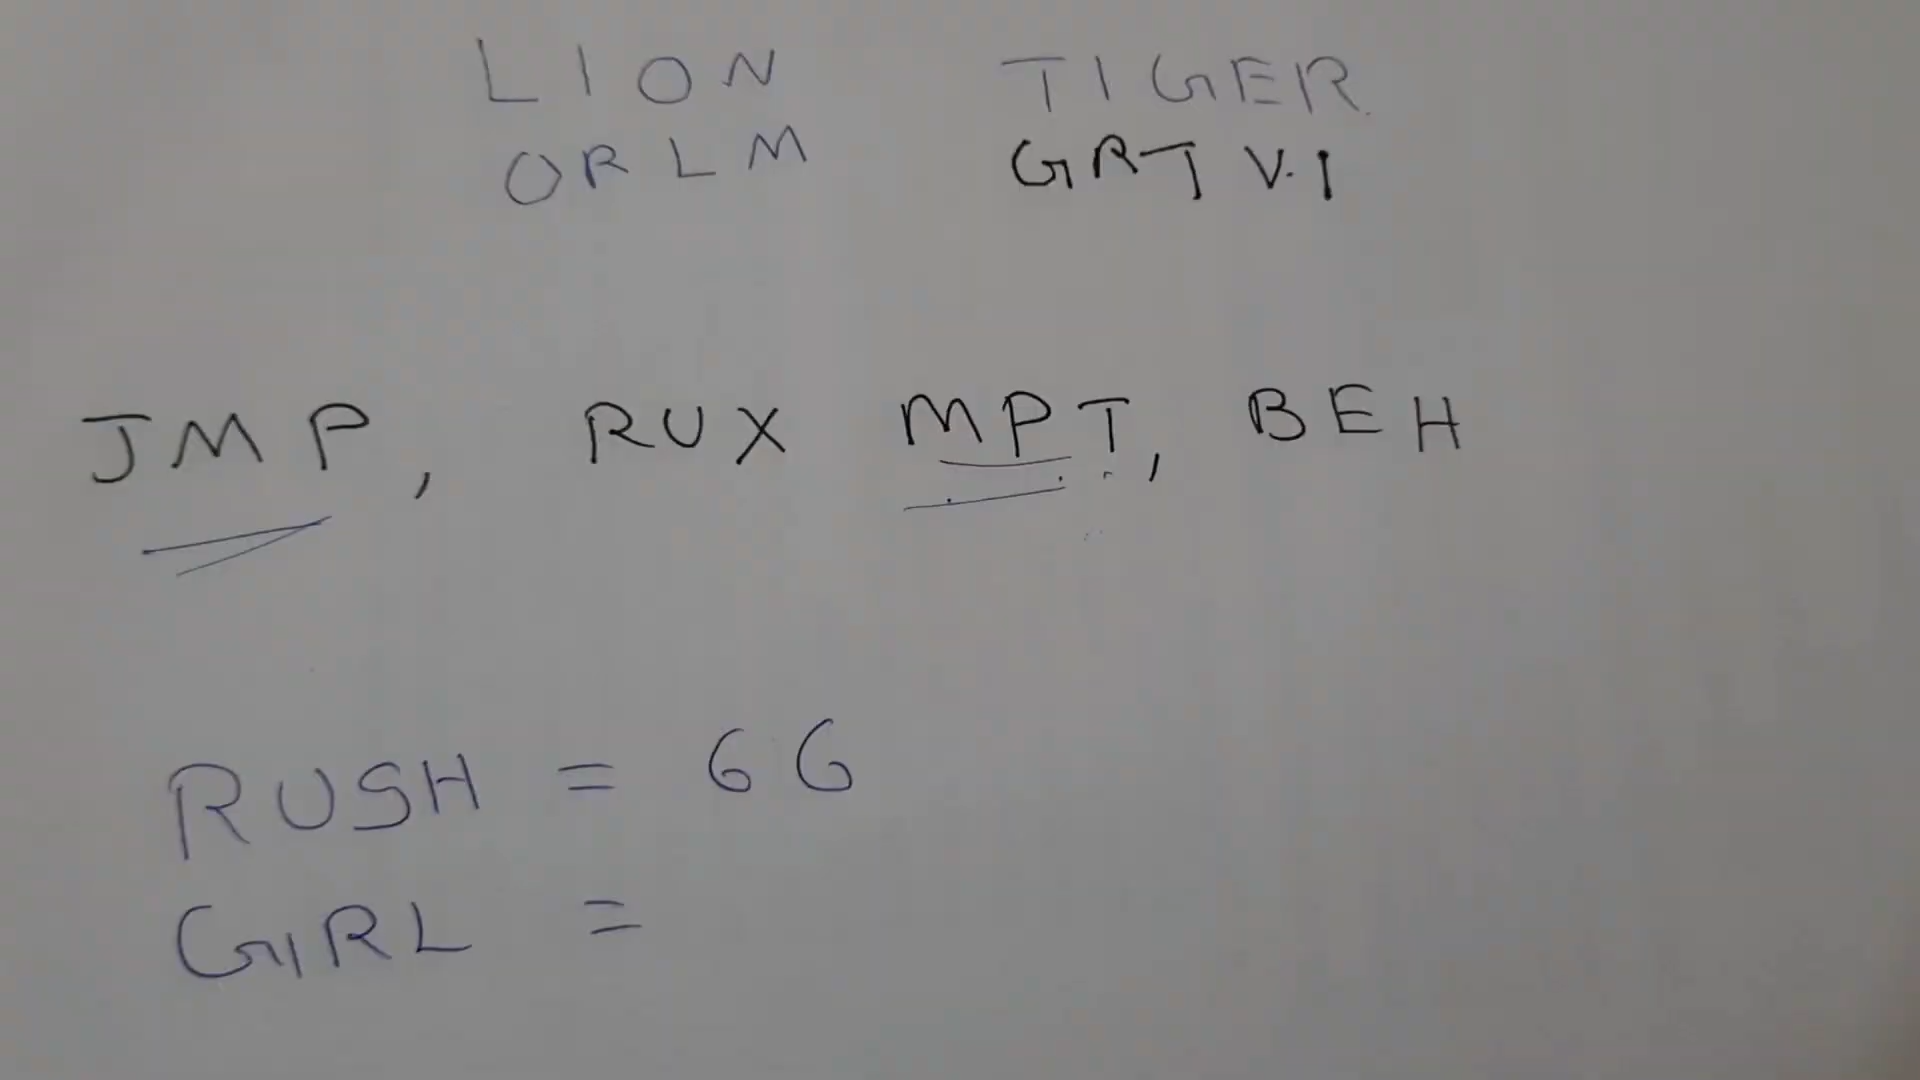 LION TIGER
ORLM GRTVI
JMP, RUX MPT, BEH
RUSH = 66
GIRL =